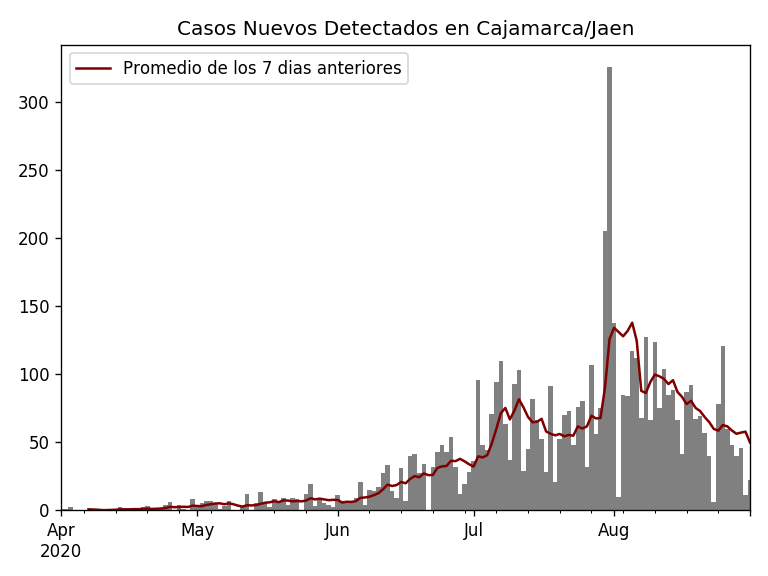 Casos Nuevos Detectados en Cajamarca/Jaen
Promedio de los 7 dias anteriores
300
250
200
150
100
50
0
Apr May Jun Jul Aug
2020